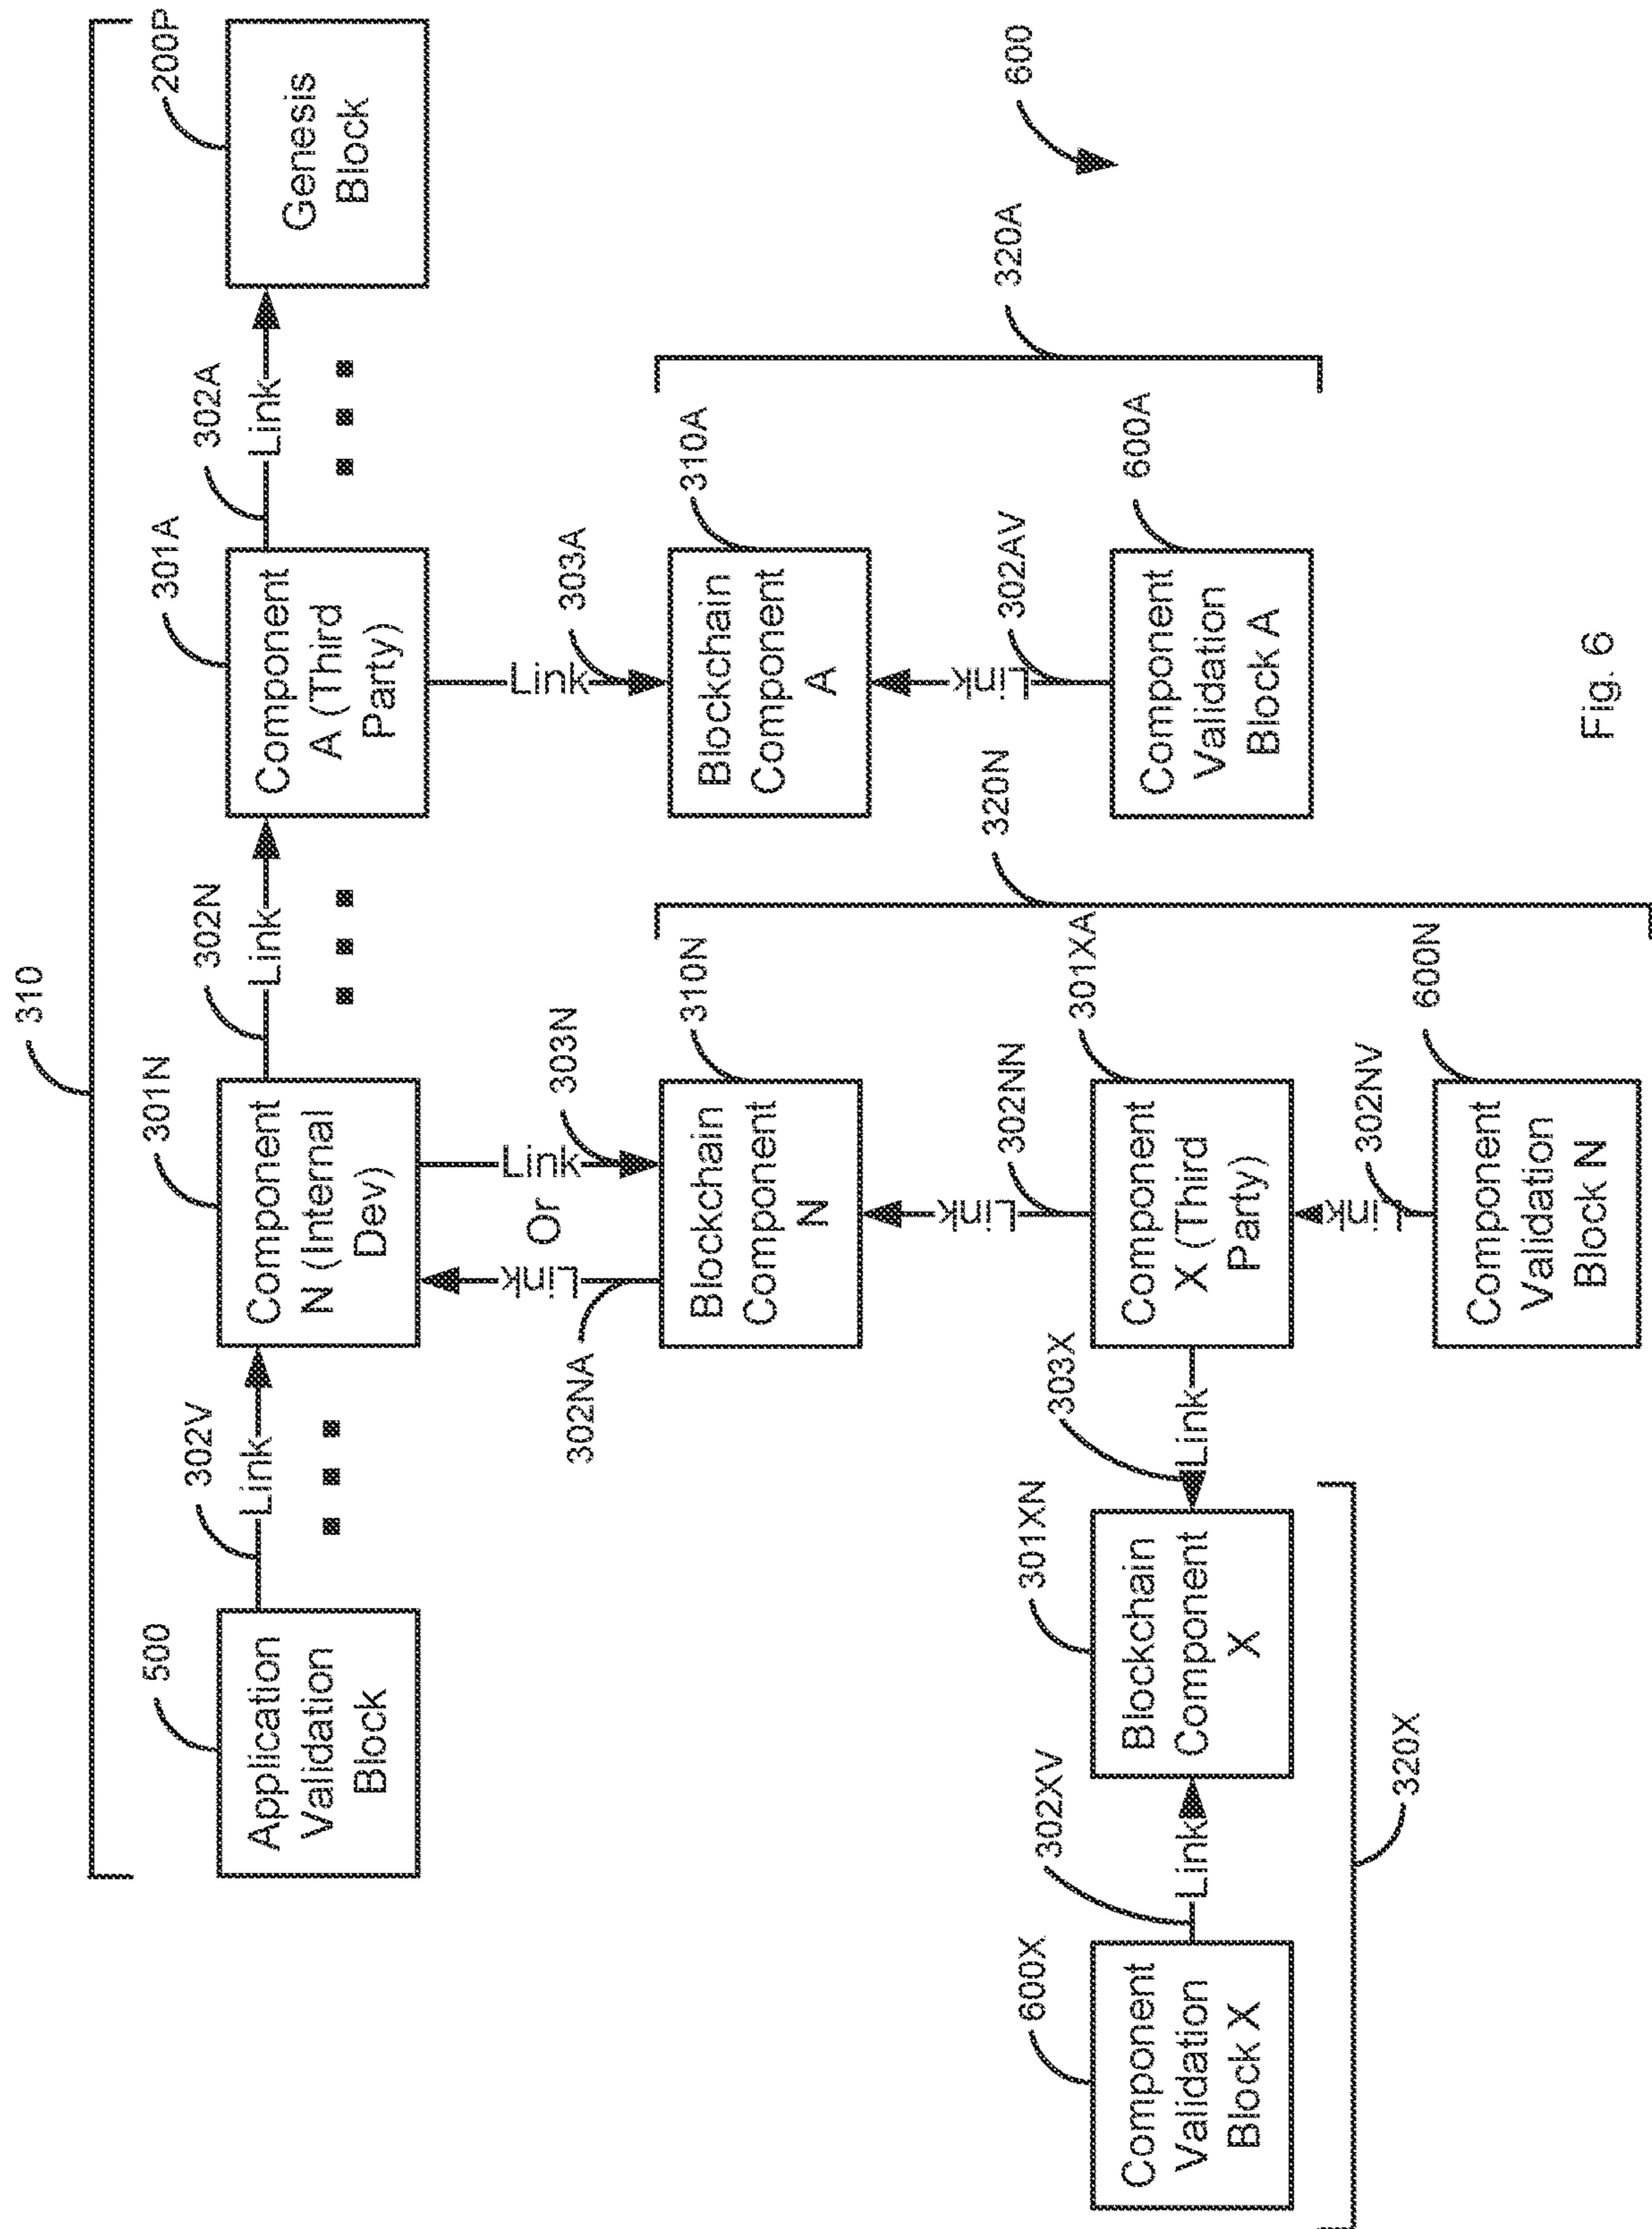 310
500
Application
Validation
Block
302V
Link
301N
Component
N (Internal
Dev)
302N
Link
301A
Component
A (Third
Party)
302A
Link
200P
Genesis
Block
302NA
Link
Or
Link
303N
Link
303A
Blockchain
Component
N
310N
Blockchain
Component
A
310A
320A
320N
600
Link
302NN
Link
302AV
600X
Component
Validation
Block X
302XV
Link
301XN
Blockchain
Component
X
303X
Link
Component
X (Third
Party)
301XA
Component
Validation
Block A
600A
320X
Link
302NV
Component
Validation
Block N
600N
Fig. 6